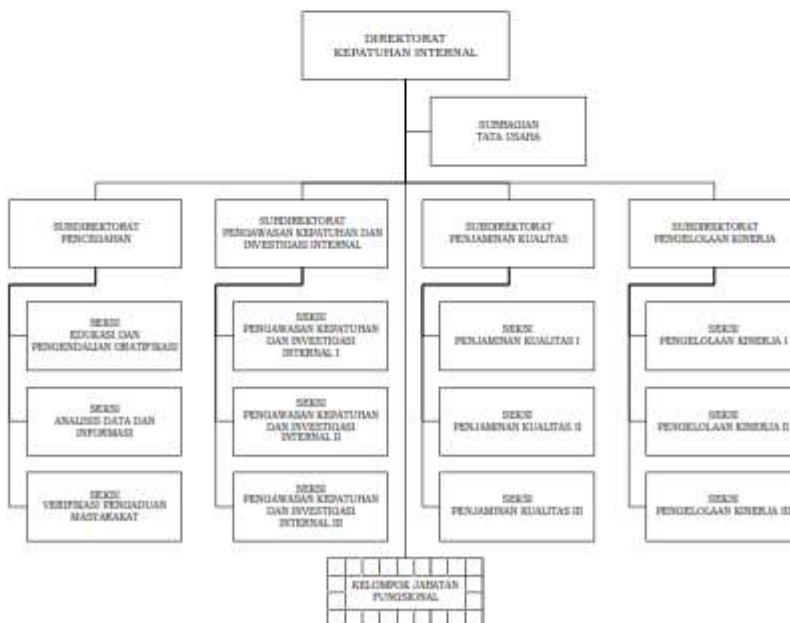 DIREKTORAT
KEPATUHAN INTERNAL
SUBBAGIAN
TATA USAHA
SUBDIREKTORAT
PENCEGAHAN
SUBDIREKTORAT
PENGAWASAN KEPATUHAN DAN
INVESTIGASI INTERNAL
SUBDIREKTORAT
PENJAMINAN KUALITAS
SUBDIREKTORAT
PENGELOLAAN KINERJA
SEKSI
EDUKASI DAN
PENGENDALIAN GRATIFIKASI
SEKSI
PENGAWASAN KEPATUHAN
DAN INVESTIGASI
INTERNAL I
SEKSI
PENJAMINAN KUALITAS I
SEKSI
PENGELOLAAN KINERJA I
SEKSI
ANALISIS DATA DAN
INFORMASI
SEKSI
PENGAWASAN KEPATUHAN
DAN INVESTIGASI
INTERNAL II
SEKSI
PENJAMINAN KUALITAS II
SEKSI
PENGELOLAAN KINERJA II
SEKSI
VERIFIKASI PENGADUAN
MASYARAKAT
SEKSI
PENGAWASAN KEPATUHAN
DAN INVESTIGASI
INTERNAL III
SEKSI
PENJAMINAN KUALITAS III
SEKSI
PENGELOLAAN KINERJA III
KELOMPOK JABATAN
FUNGSIONAL